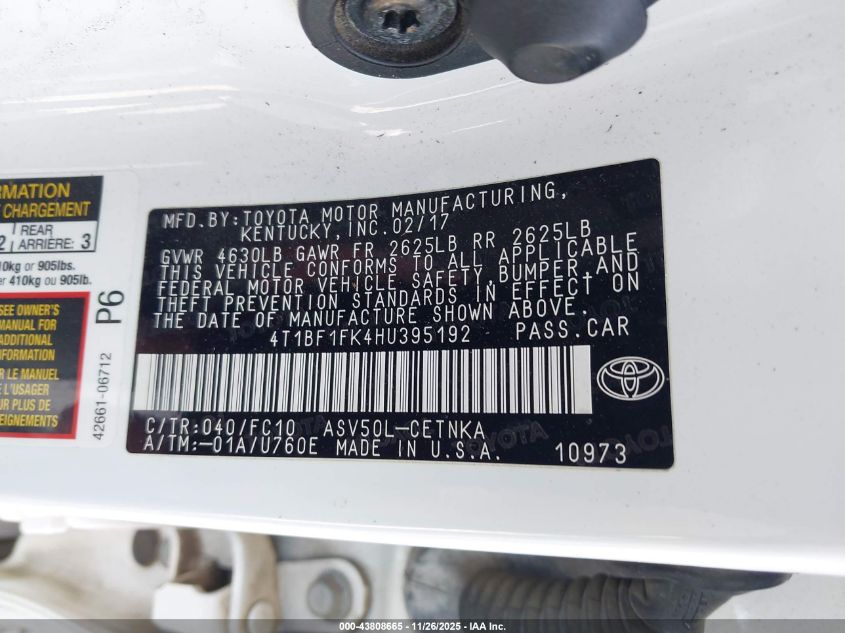 RMATION
CHARGEMENT
2 REAR
ARRIÈRE: 3
10kg or 905lbs.
er 410kg ou 905lb.
SEE OWNER'S
MANUAL FOR
INFORMATION
LE MANUEL
L'USAGER
PLUS DE
P6
42661-06712
MFD.BY:TOYOTA MOTOR MANUFACTURING,
KENTUCKY, INC.02/17
GVWR 4630LB GAWR FR 2625LB RR 2625LB
THIS VEHICLE CONFORMS TO ALL APPLICABLE
FEDERAL MOTOR VEHICLE SAFETY, BUMPER,AND
THEFT PREVENTION STANDARDS IN EFFECT ON
THE DATE OF MANUFACTURE SHOWN ABOVE.
4T1BF1FK4HU395192 PASS.CAR
C/TR:040/FC10 ASV50L-CETNKA
A/TM:-01A/U760E MADE IN U.S.A. 10973
000-43808665 - 11/26/2025 - IAA Inc.